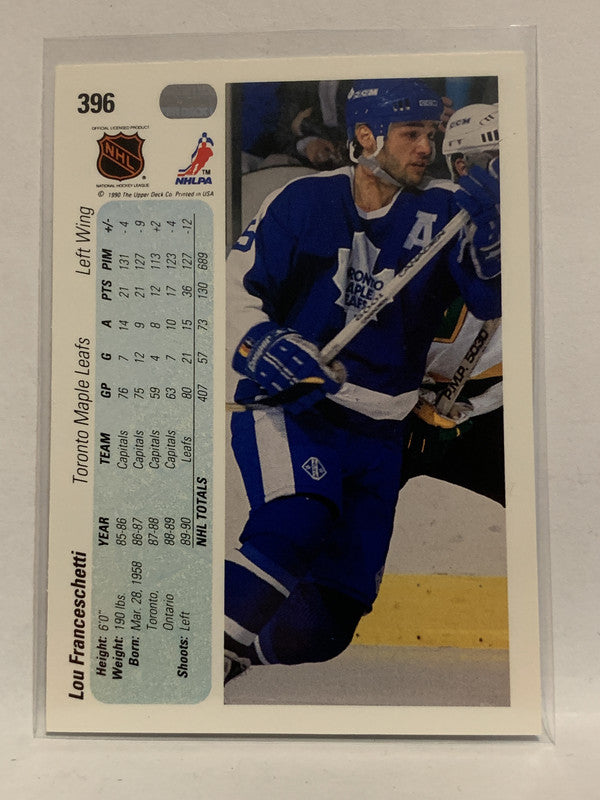 396
OFFICIAL LICENSED PRODUCT
NHL
NATIONAL HOCKEY LEAGUE
TM
NHLPA
© 1990 The Upper Deck Co. Printed in USA
Lou Franceschetti Toronto Maple Leafs Left Wing
Height: 6'0"
Weight: 190 lbs.
Born: Mar. 28, 1958
Toronto,
Ontario
Shoots: Left
YEAR TEAM GP G A PTS PIM +/-
85-86 Capitals 76 7 14 21 131 - 4
86-87 Capitals 75 12 9 21 127 - 9
87-88 Capitals 59 4 8 12 113 +2
88-89 Capitals 63 7 10 17 123 - 4
89-90 Leafs 80 21 15 36 127 -12
NHL TOTALS 407 57 73 130 689
CCM
CCM
A
TORONTO
MAPLE
LEAFS
P.M.P. 5030